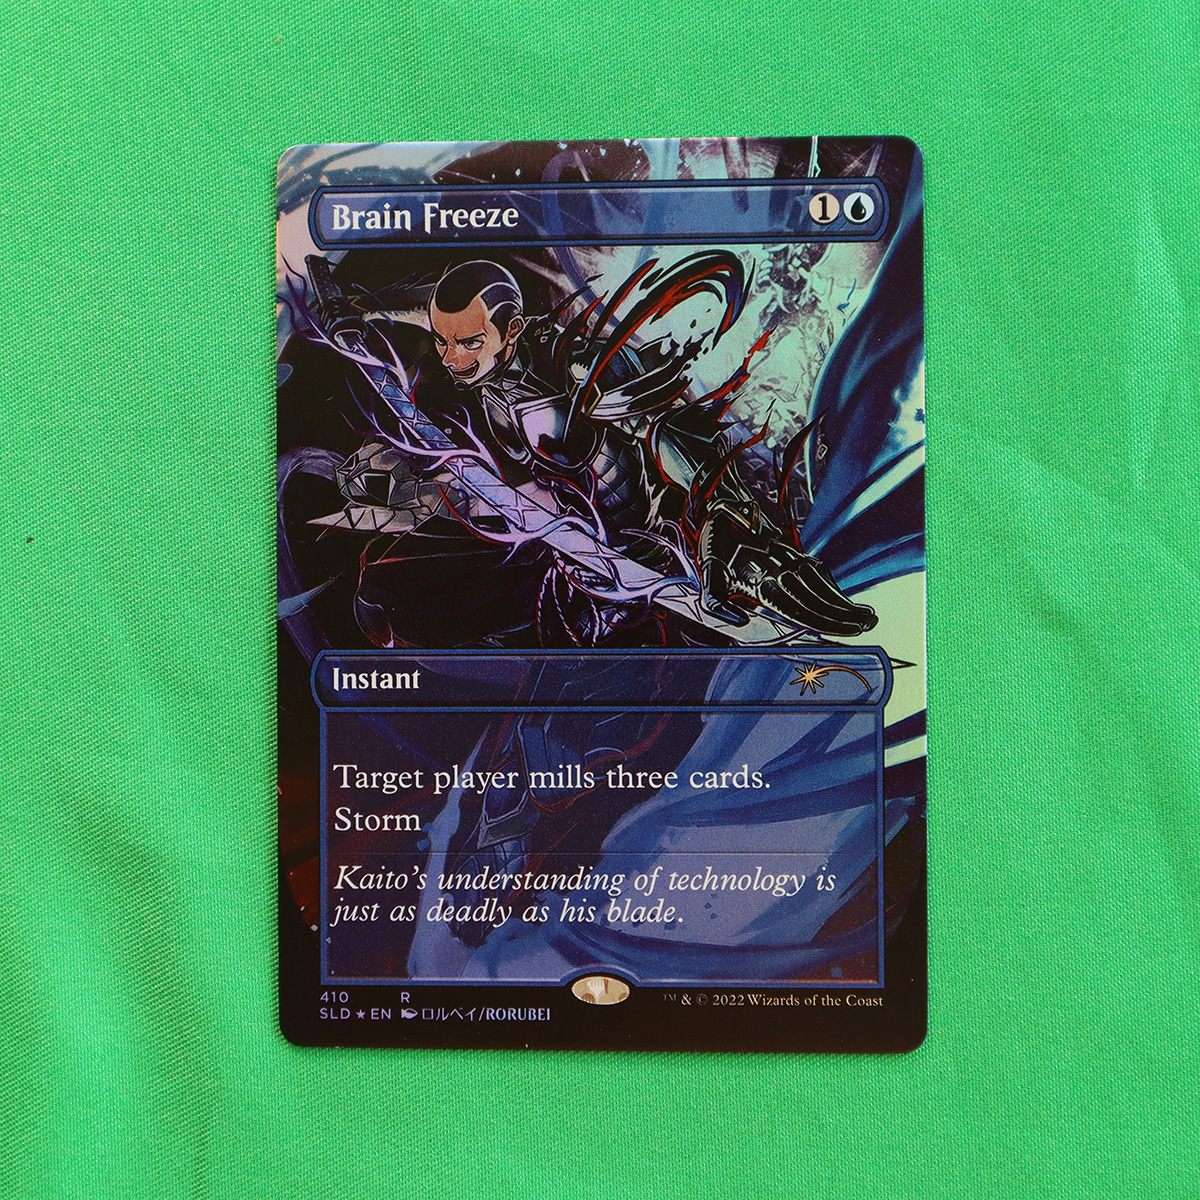 Brain Freeze 1
Instant
Target player mills three cards.
Storm
Kaito's understanding of technology is
just as deadly as his blade.
410 R
SLD ★ EN ロルベイ/RORUBEI
™ & © 2022 Wizards of the Coast